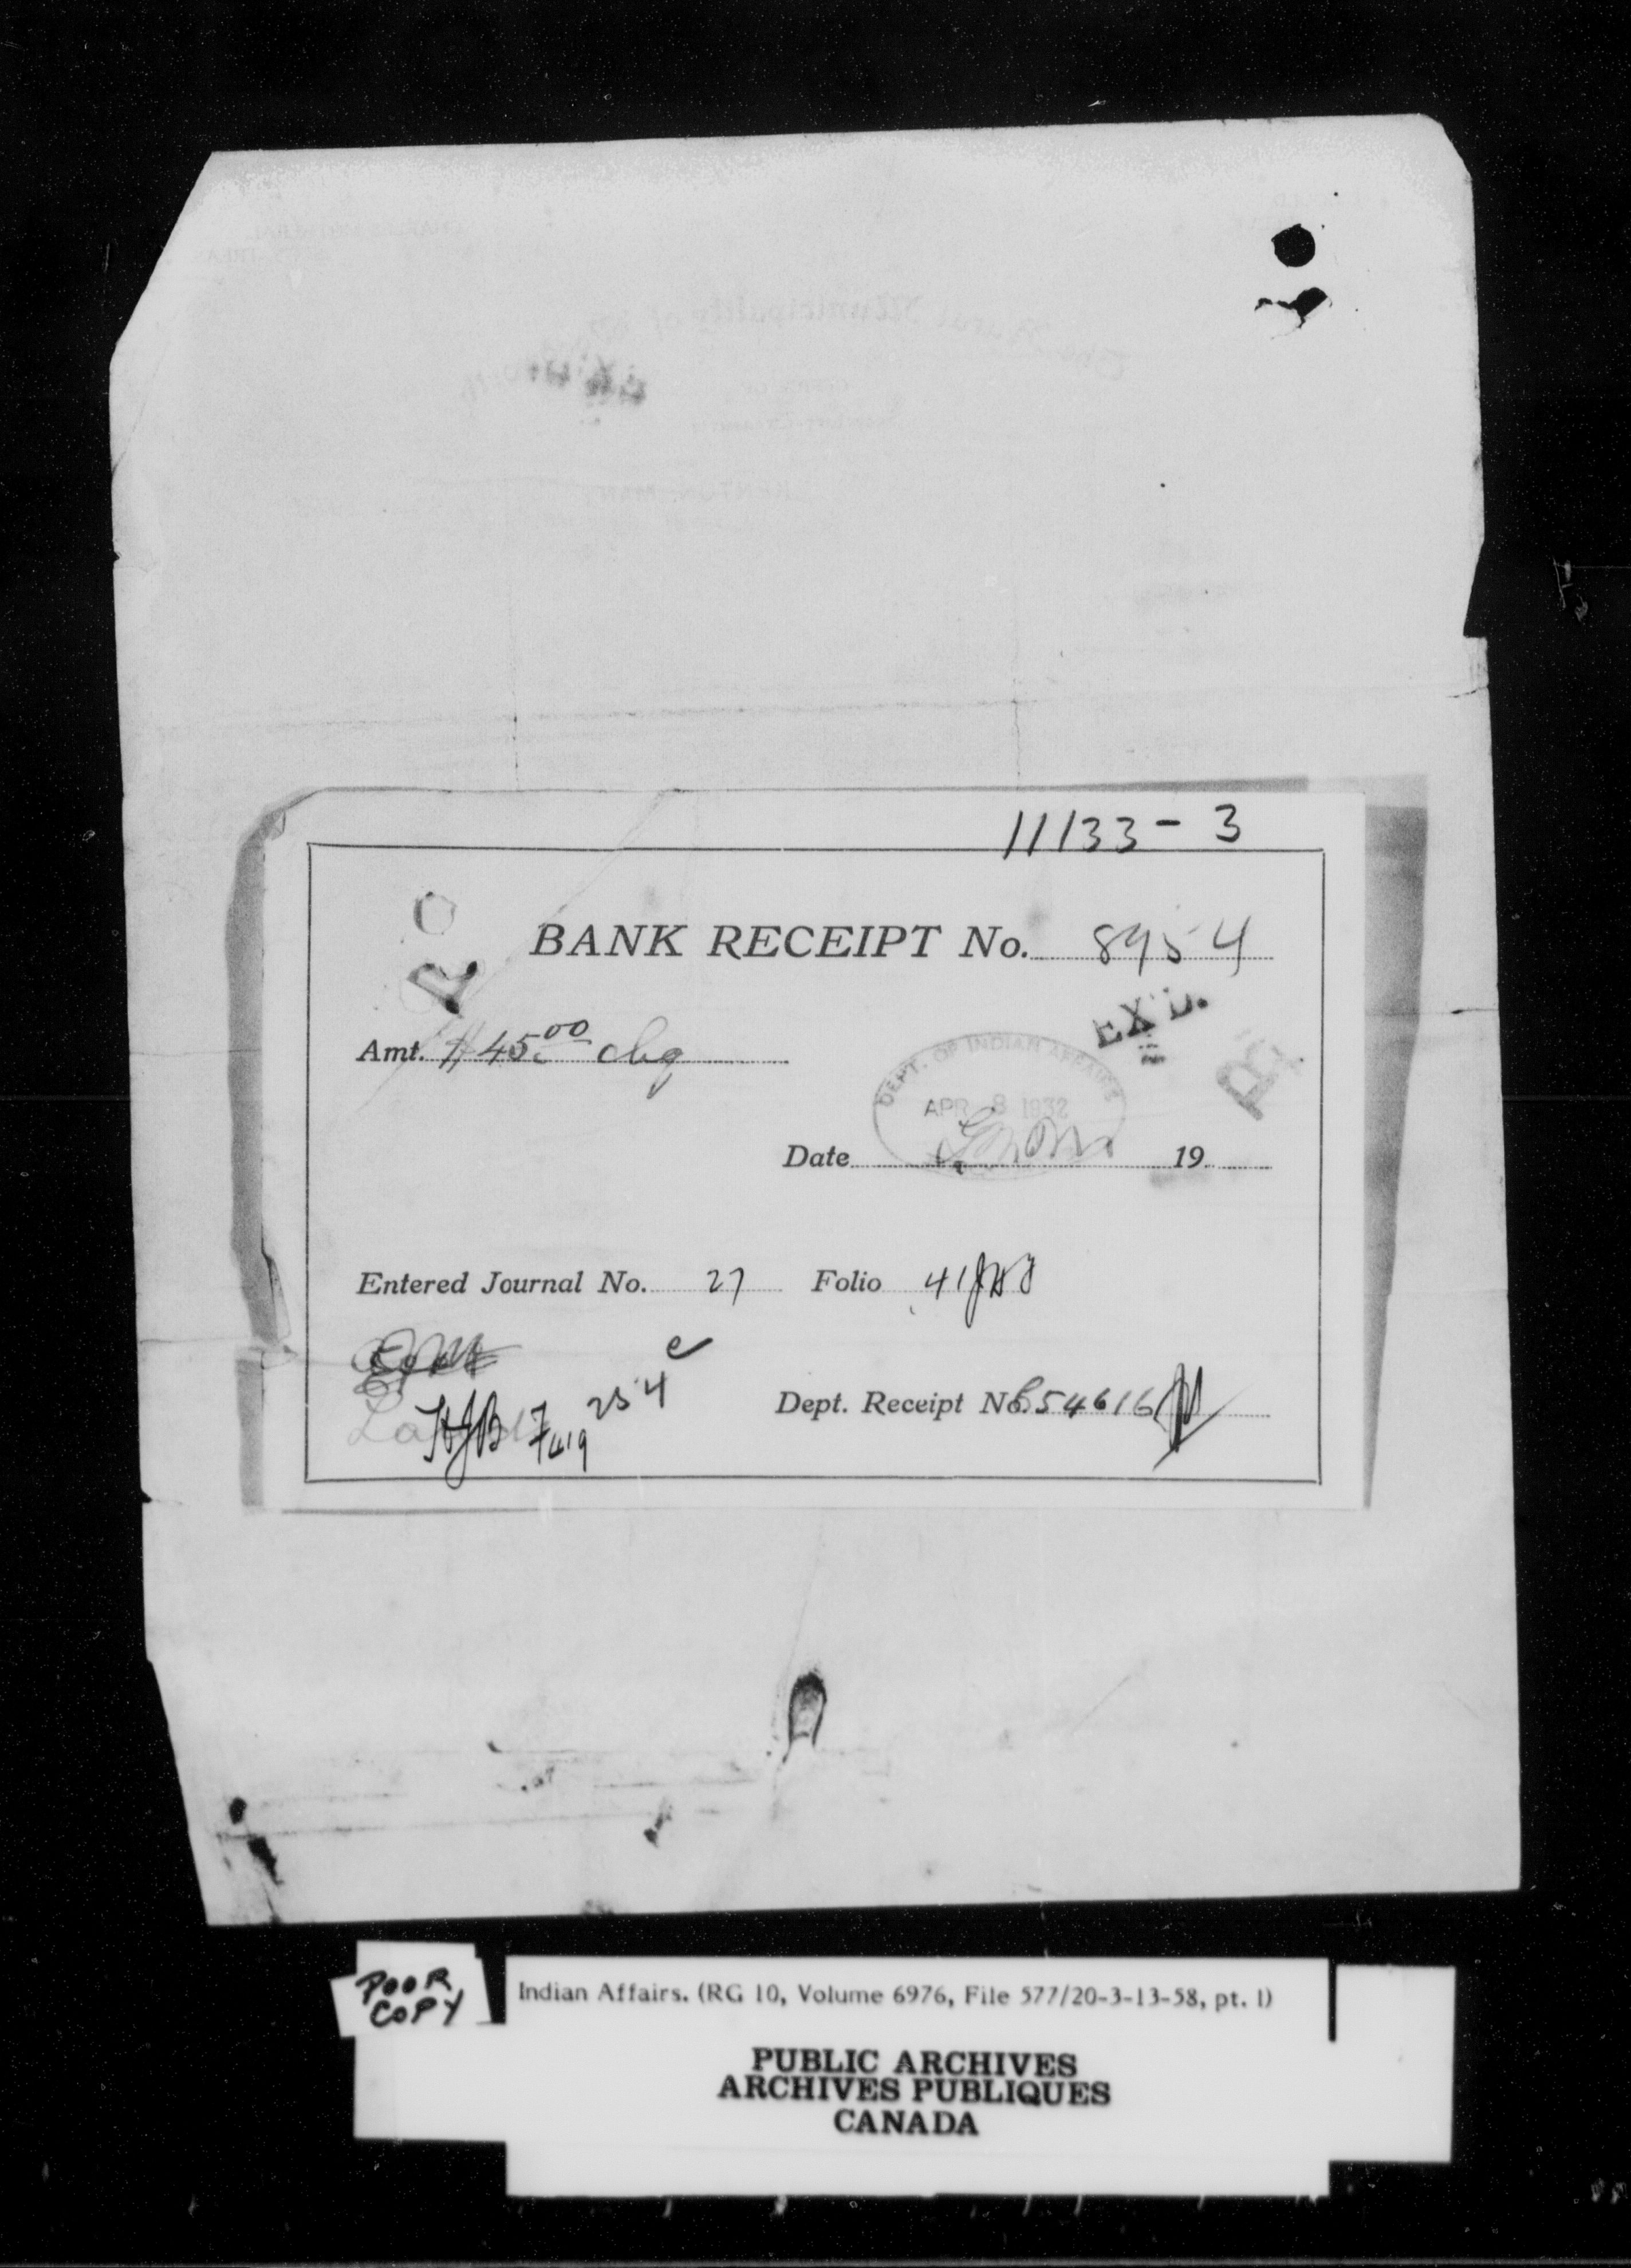 11133-3
BANK RECEIPT No. 8954
EX'D.
Amt. $45.00 chq
DEPT. OF INDIAN AFFAIRS
APR 8 1932
Date 19
Entered Journal No. 27 Folio 41
254
Dept. Receipt No. 54616
POOR
COPY
Indian Affairs. (RG 10, Volume 6976, File 577/20-3-13-58, pt. 1)
PUBLIC ARCHIVES
ARCHIVES PUBLIQUES
CANADA